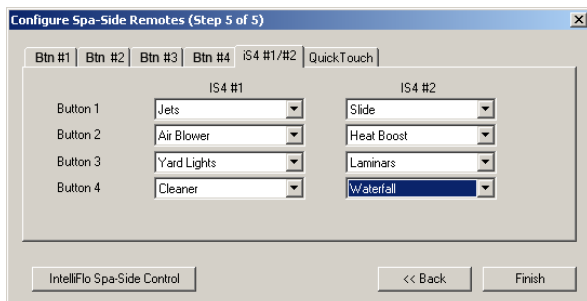 Configure Spa-Side Remotes (Step 5 of 5)
Btn #1 Btn #2 Btn #3 Btn #4 iS4 #1/#2 QuickTouch
IS4 #1 IS4 #2
Button 1 Jets Slide
Button 2 Air Blower Heat Boost
Button 3 Yard Lights Laminars
Button 4 Cleaner Waterfall
IntelliFlo Spa-Side Control << Back Finish